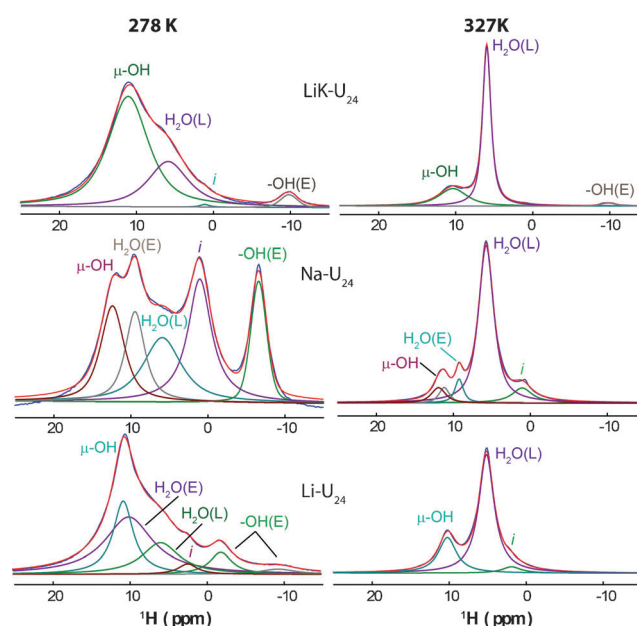 278 K
327K
μ-OH
H₂O(L)
i
-OH(E)
LiK-U₂₄
H₂O(L)
μ-OH
-OH(E)
20
10
0
-10
20
10
0
-10
μ-OH
H₂O(E)
i
-OH(E)
H₂O(L)
Na-U₂₄
H₂O(L)
H₂O(E)
μ-OH
i
20
10
0
-10
20
10
0
-10
μ-OH
H₂O(E)
H₂O(L)
-OH(E)
i
Li-U₂₄
H₂O(L)
μ-OH
i
20
10
0
-10
20
10
0
-10
¹H ( ppm)
¹H ( ppm)